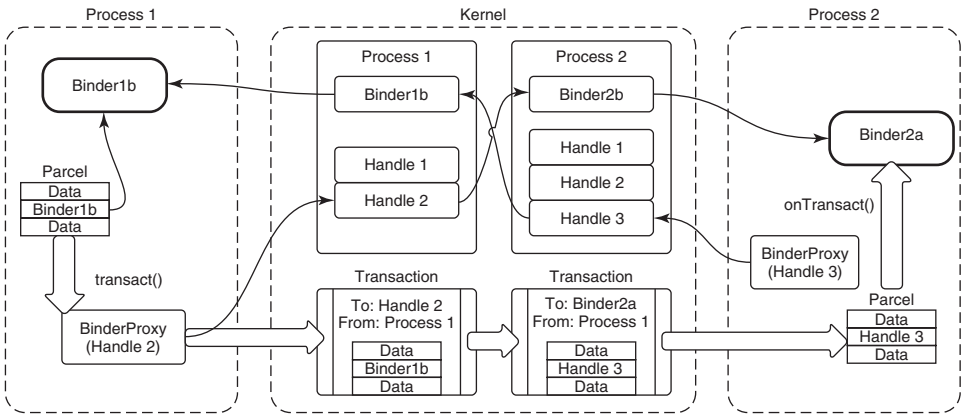 Process 1
Kernel
Process 2
Binder1b
Parcel
Data
Binder1b
Data
transact()
BinderProxy
(Handle 2)
Process 1
Binder1b
Handle 1
Handle 2
Process 2
Binder2b
Handle 1
Handle 2
Handle 3
Transaction
To: Handle 2
From: Process 1
Data
Binder1b
Data
Transaction
To: Binder2a
From: Process 1
Data
Handle 3
Data
Binder2a
onTransact()
BinderProxy
(Handle 3)
Parcel
Data
Handle 3
Data